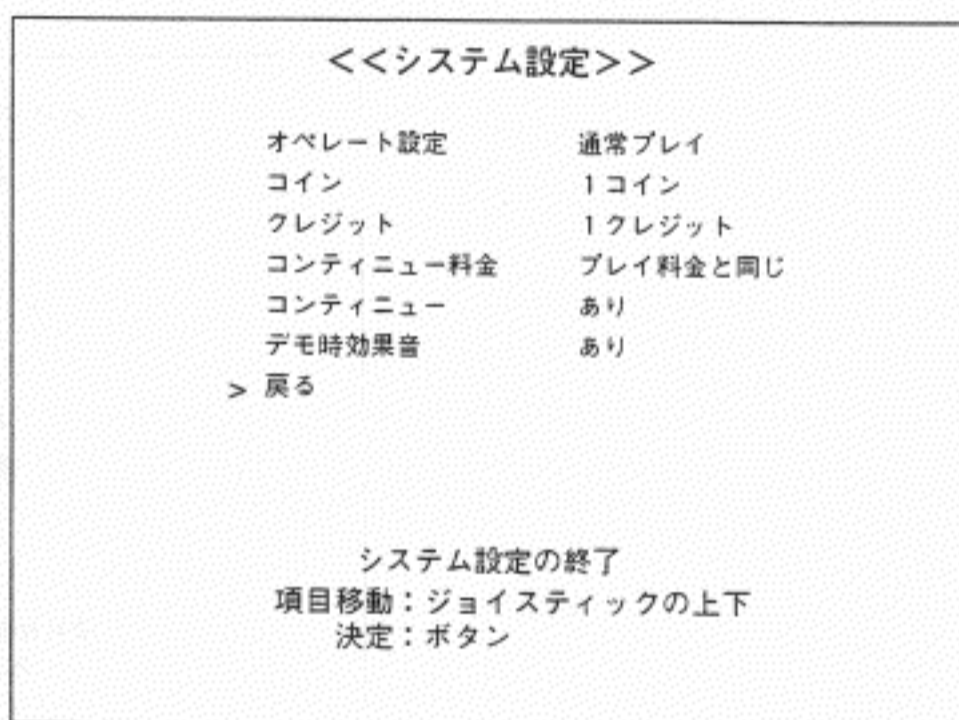 <<システム設定>>
オペレート設定 通常プレイ
コイン 1コイン
クレジット 1クレジット
コンティニュー料金 プレイ料金と同じ
コンティニュー あり
デモ時効果音 あり
> 戻る
システム設定の終了
項目移動：ジョイスティックの上下
決定：ボタン